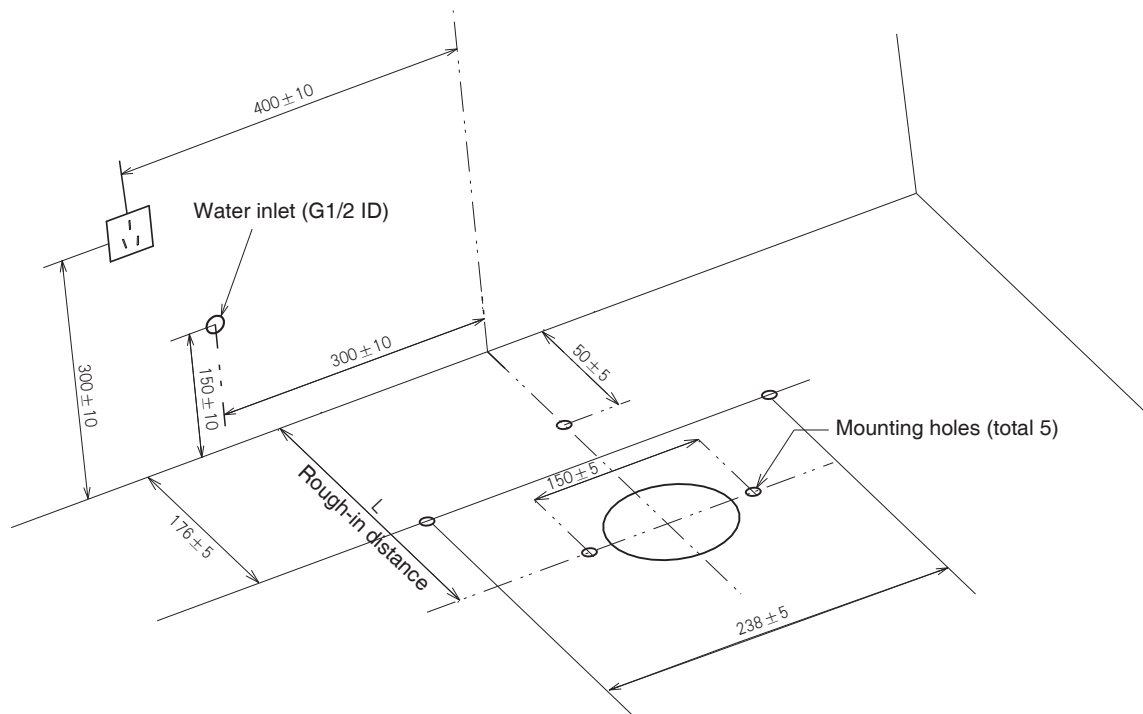 400±10
Water inlet (G1/2 ID)
300±10
150±10
300±10
50±5
Mounting holes (total 5)
150±5
L
Rough-in distance
176±5
238±5